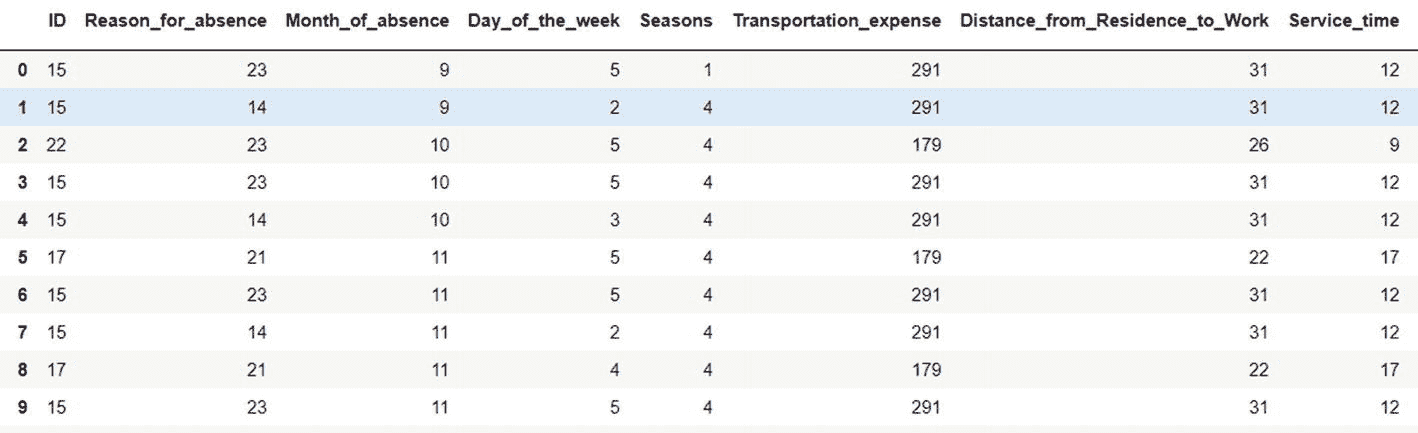 ID Reason_for_absence Month_of_absence Day_of_the_week Seasons Transportation_expense Distance_from_Residence_to_Work Service_time
0 15 23 9 5 1 291 31 12
1 15 14 9 2 4 291 31 12
2 22 23 10 5 4 179 26 9
3 15 23 10 5 4 291 31 12
4 15 14 10 3 4 291 31 12
5 17 21 11 5 4 179 22 17
6 15 23 11 5 4 291 31 12
7 15 14 11 2 4 291 31 12
8 17 21 11 4 4 179 22 17
9 15 23 11 5 4 291 31 12